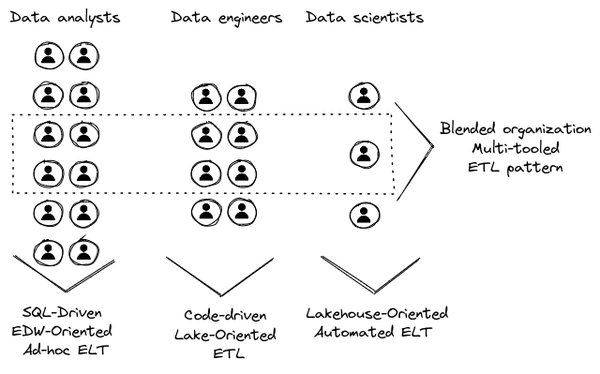 Data analysts
Data engineers
Data scientists
Blended organization
Multi-tooled
ETL pattern
SQL-Driven
EDW-Oriented
Ad-hoc ELT
Code-driven
Lake-Oriented
ETL
Lakehouse-Oriented
Automated ELT